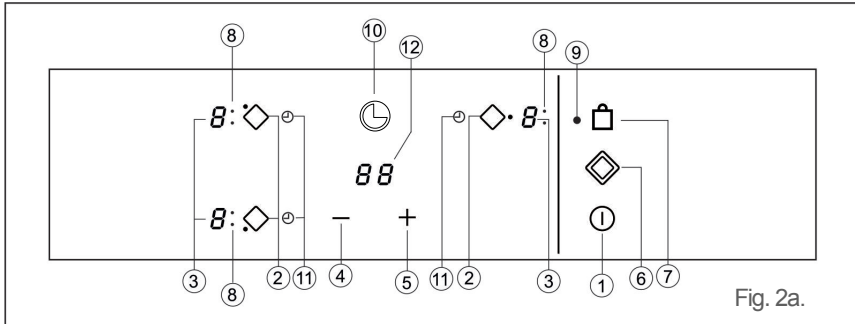 ⑧ ⑩ ⑫ ⑧ ⑨
8: 8:
88
8: − +
③ ⑧ ② ⑪ ④ ⑤ ⑪ ② ③ ① ⑥ ⑦
Fig. 2a.